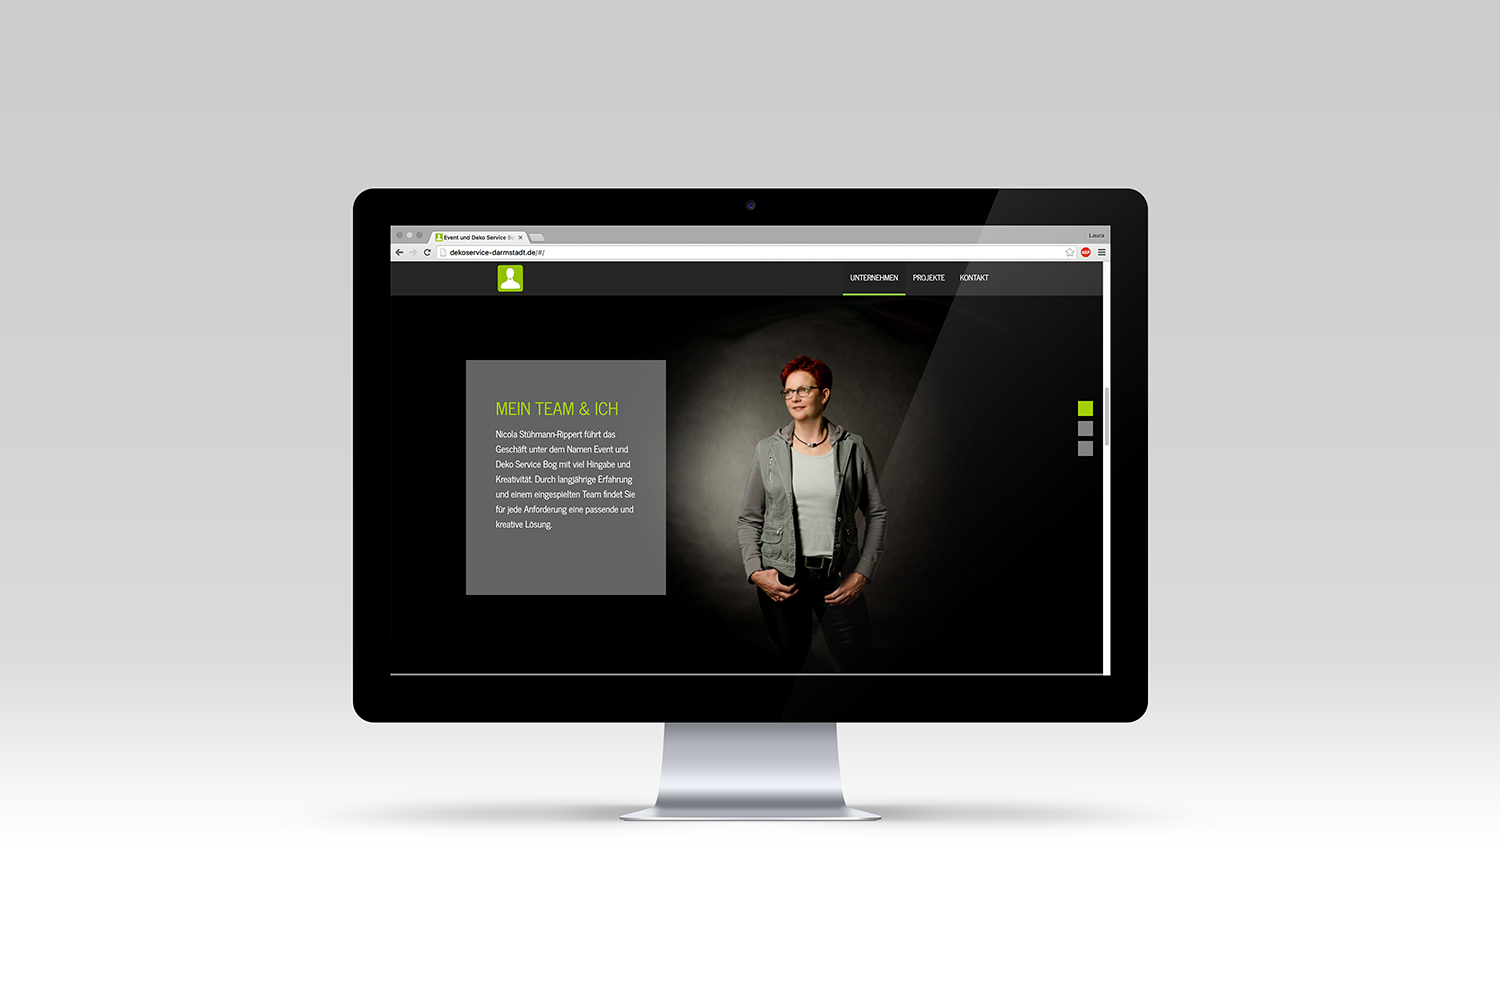 Event und Deko Service Bo
Laura
dekoservice-darmstadt.de/#/
ABP
UNTERNEHMEN PROJEKTE KONTAKT
MEIN TEAM & ICH
Nicola Stühmann-Rippert führt das
Geschäft unter dem Namen Event und
Deko Service Bog mit viel Hingabe und
Kreativität. Durch langjährige Erfahrung
und einem eingespielten Team findet Sie
für jede Anforderung eine passende und
kreative Lösung.